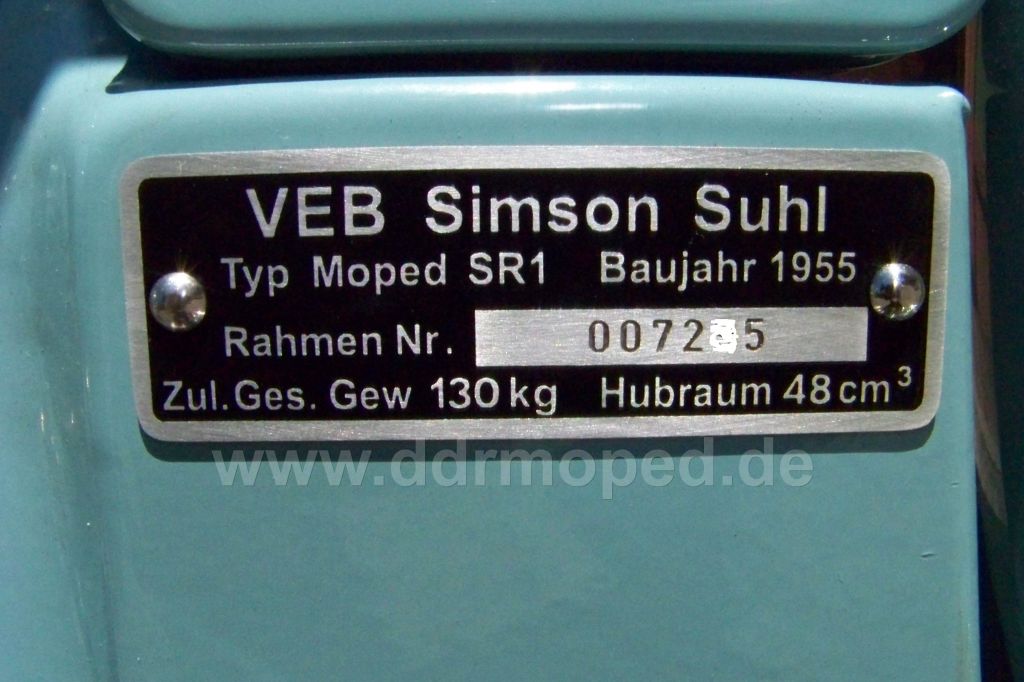 VEB Simson Suhl
Typ Moped SR1 Baujahr 1955
Rahmen Nr.
Zul.Ges. Gew 130 kg Hubraum 48 cm³
www.ddrmoped.de